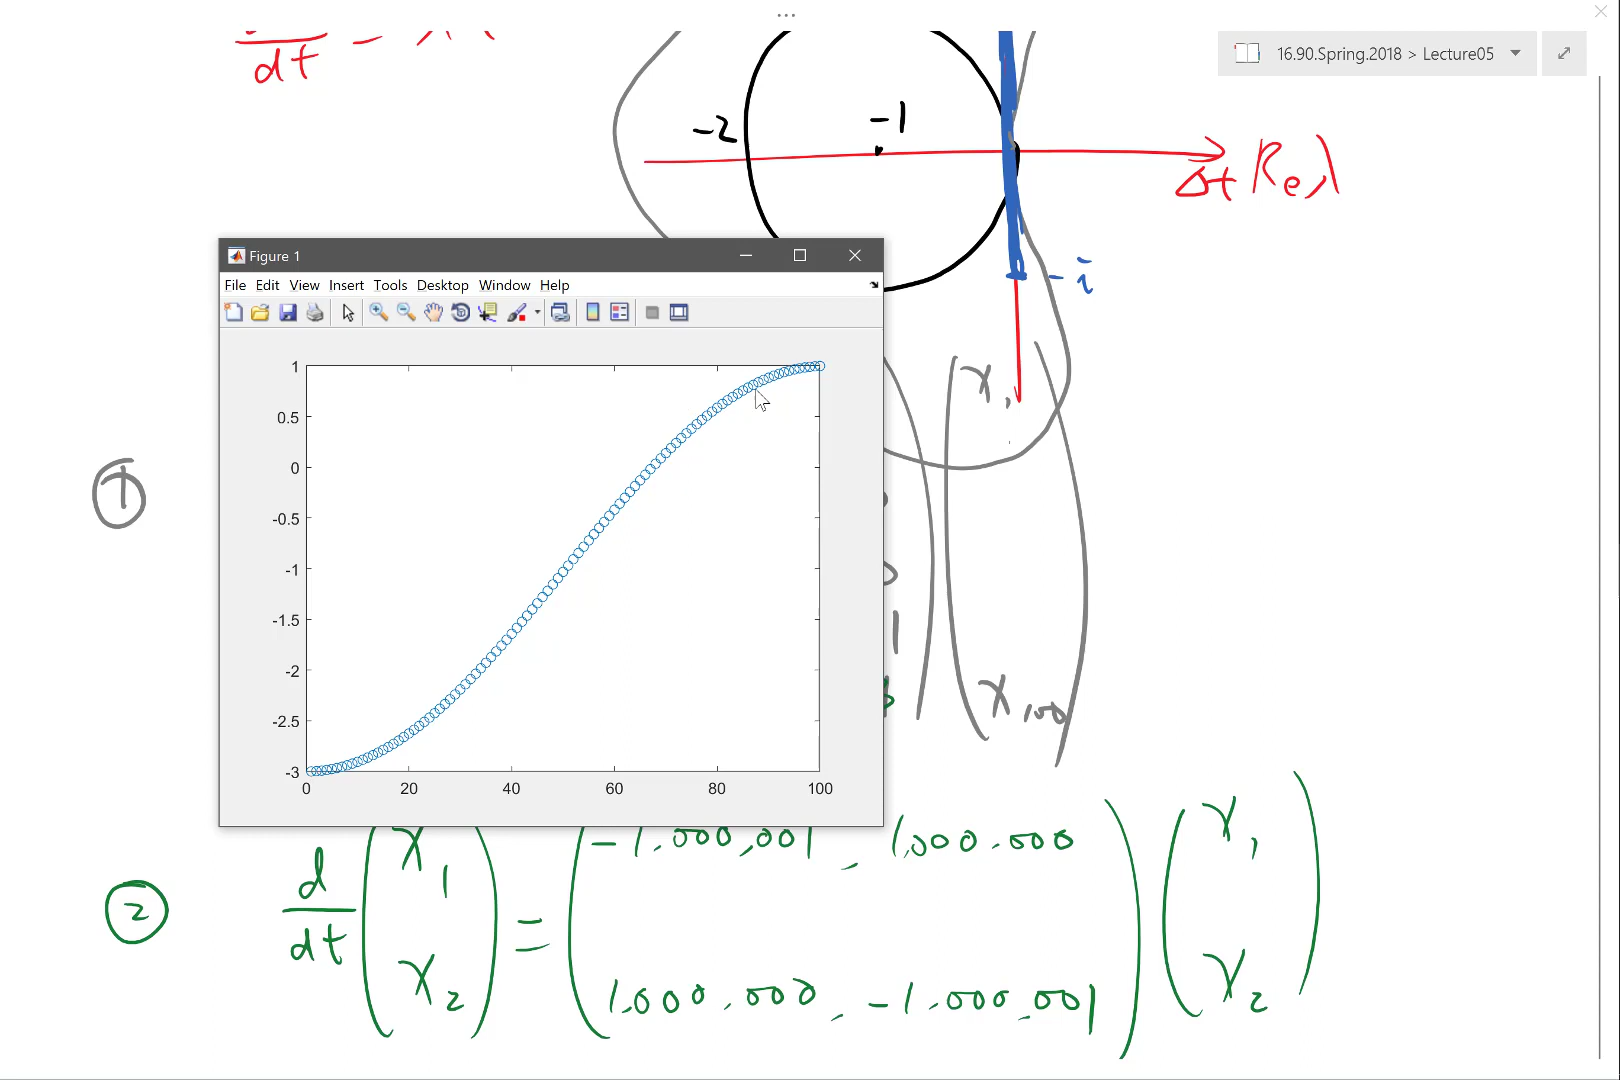 16.90.Spring.2018 > Lecture05
dt
-2
-1
Δt Re λ
-i
Figure 1
File Edit View Insert Tools Desktop Window Help
1
0.5
0
-0.5
-1
-1.5
-2
-2.5
-3
0 20 40 60 80 100
①
x₁
1
x₁₀₀
②
d/dt (x₁ x₂) = (-1,000,001, 1,000,000
1,000,000, -1,000,001) (x₁ x₂)